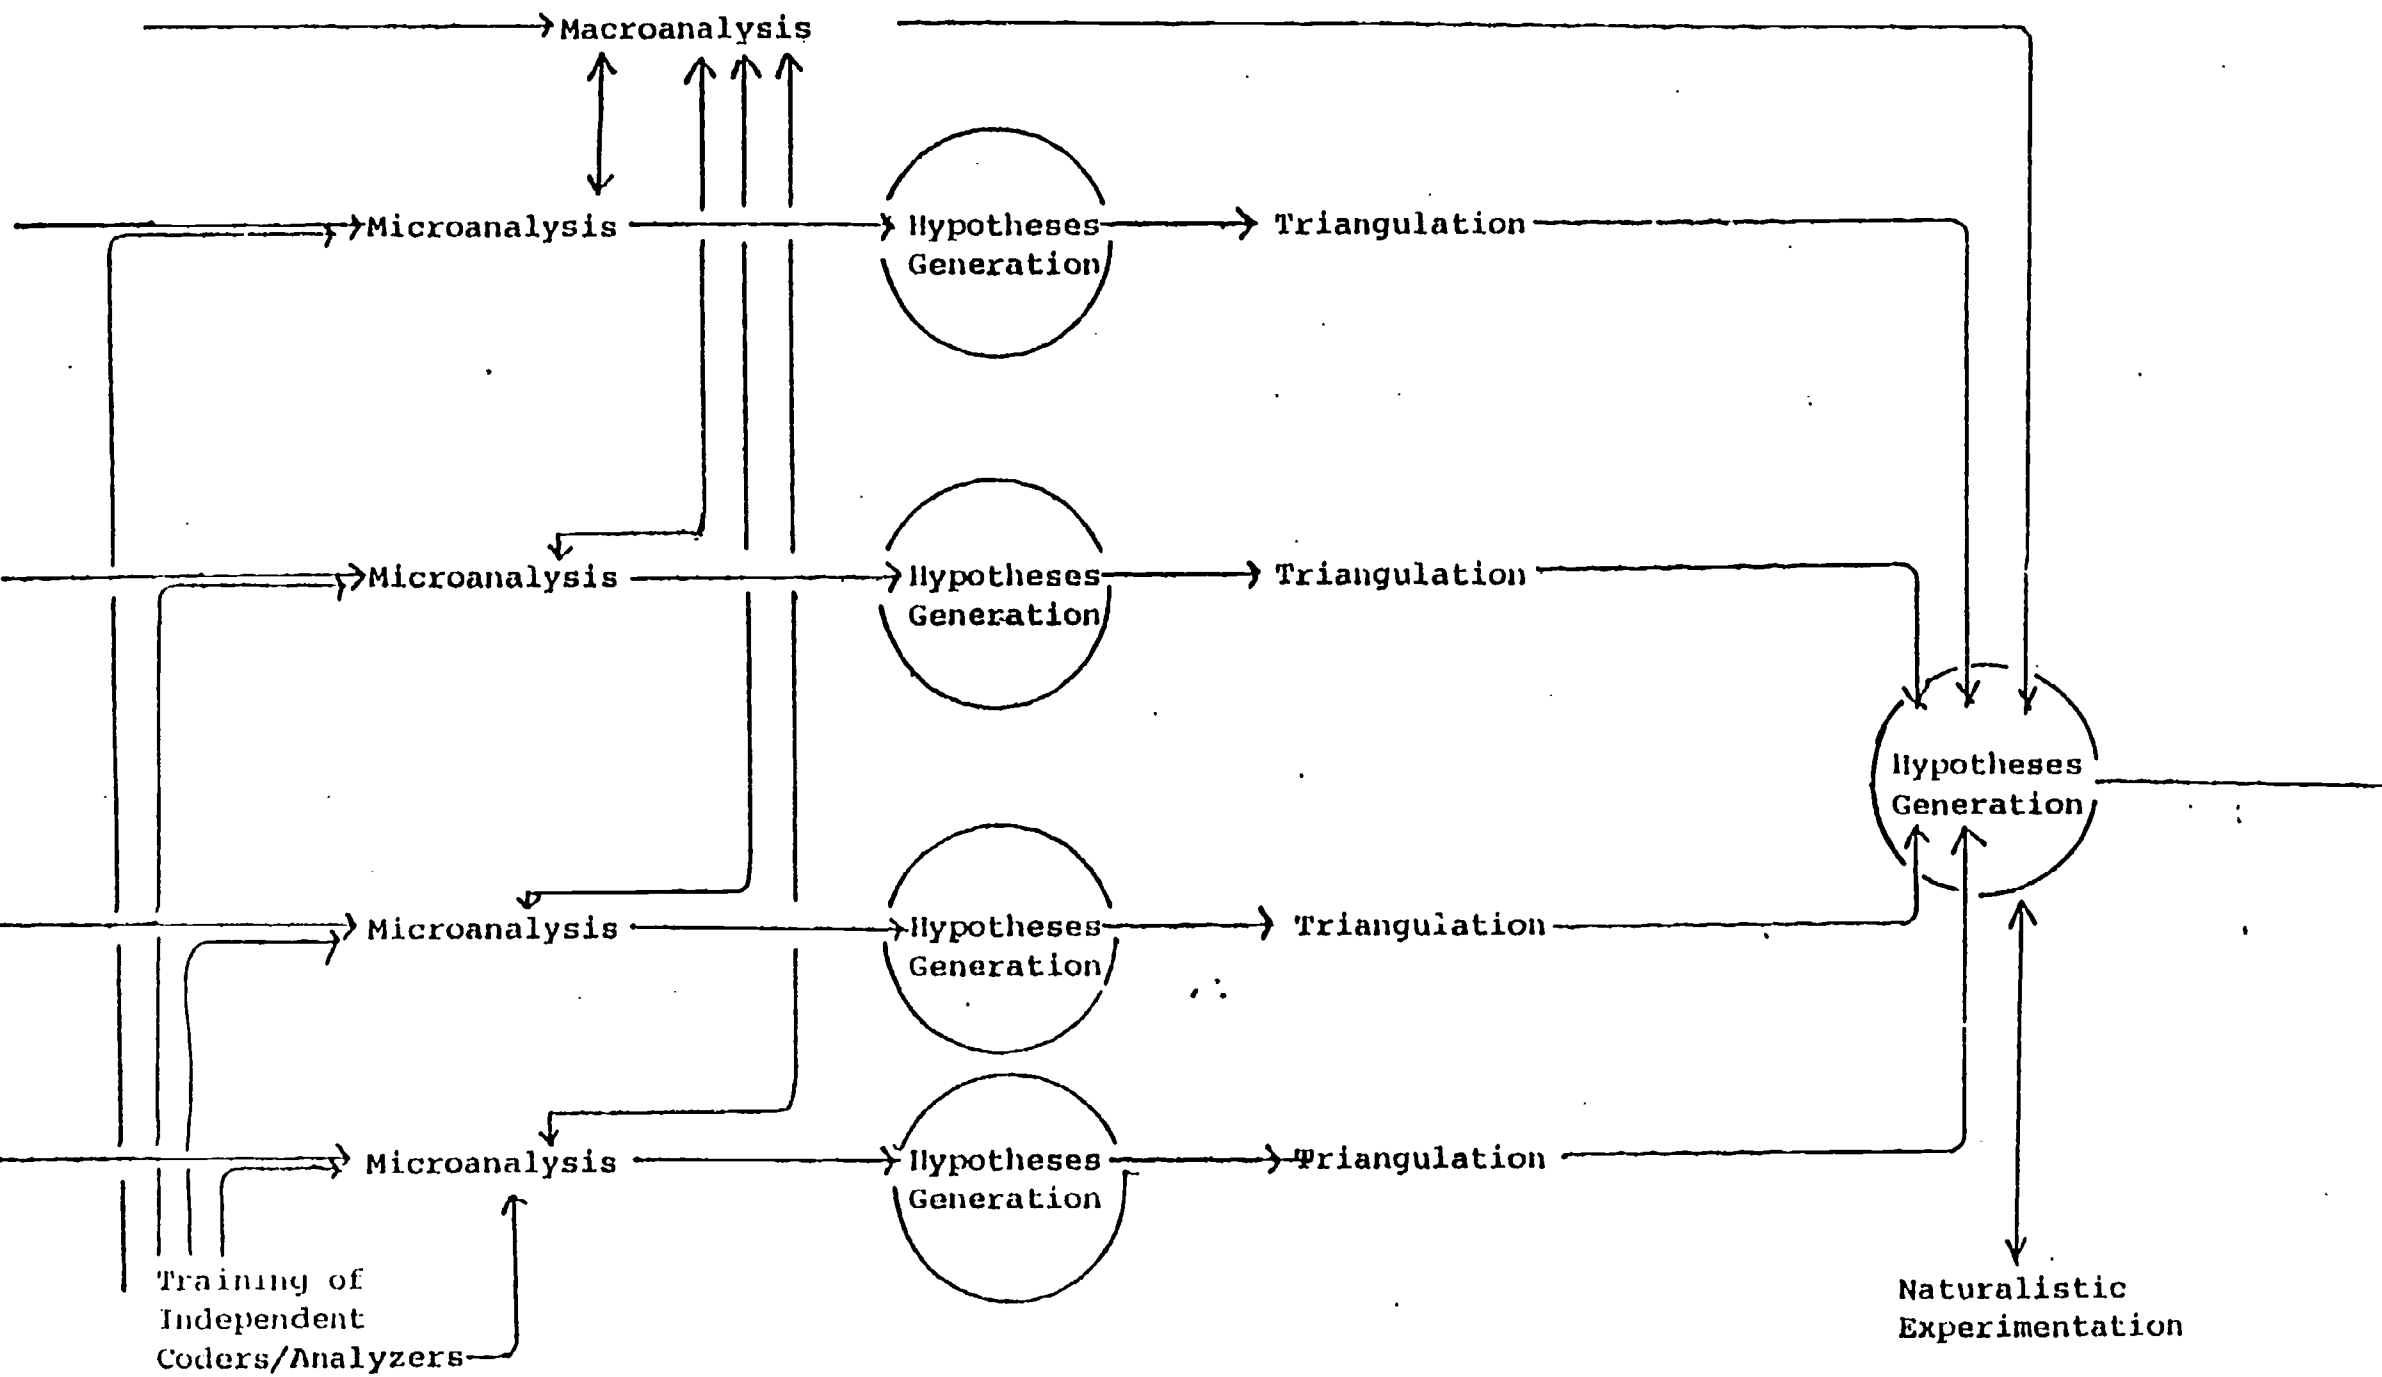 Macroanalysis
Microanalysis
Hypotheses
Generation
Triangulation
Microanalysis
Hypotheses
Generation
Triangulation
Hypotheses
Generation
Microanalysis
Hypotheses
Generation
Triangulation
Microanalysis
Hypotheses
Generation
Triangulation
Training of
Independent
Coders/Analyzers
Naturalistic
Experimentation